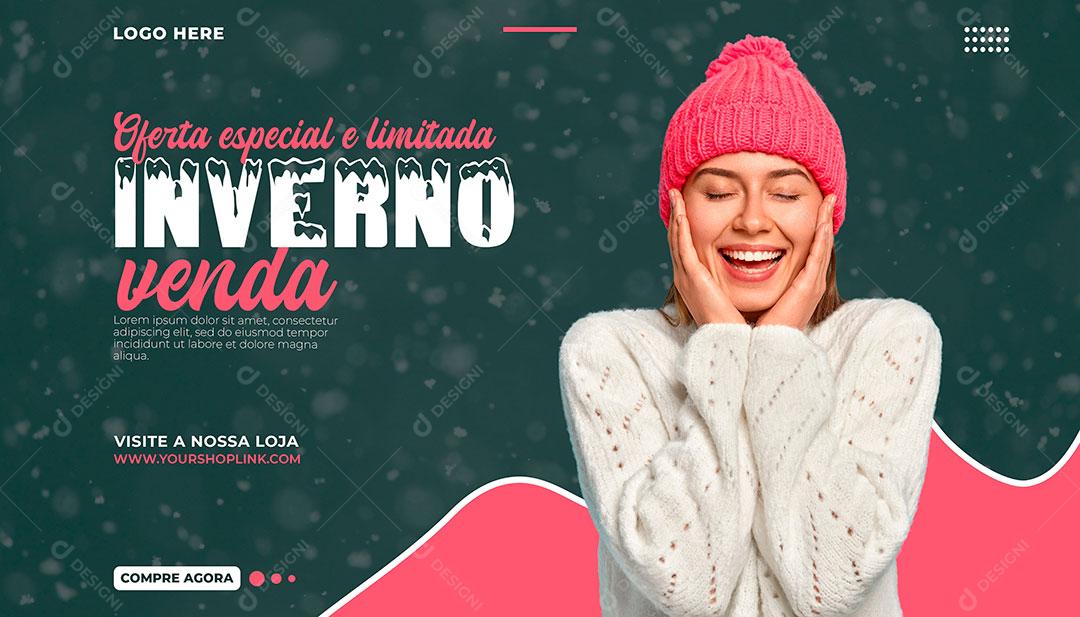 LOGO HERE
Oferta especial e limitada
INVERNO
venda
Lorem ipsum dolor sit amet, consectetur
adipiscing elit, sed do eiusmod tempor
incididunt ut labore et dolore magna
aliqua.
VISITE A NOSSA LOJA
WWW.YOURSHOPLINK.COM
COMPRE AGORA
DESIGNI